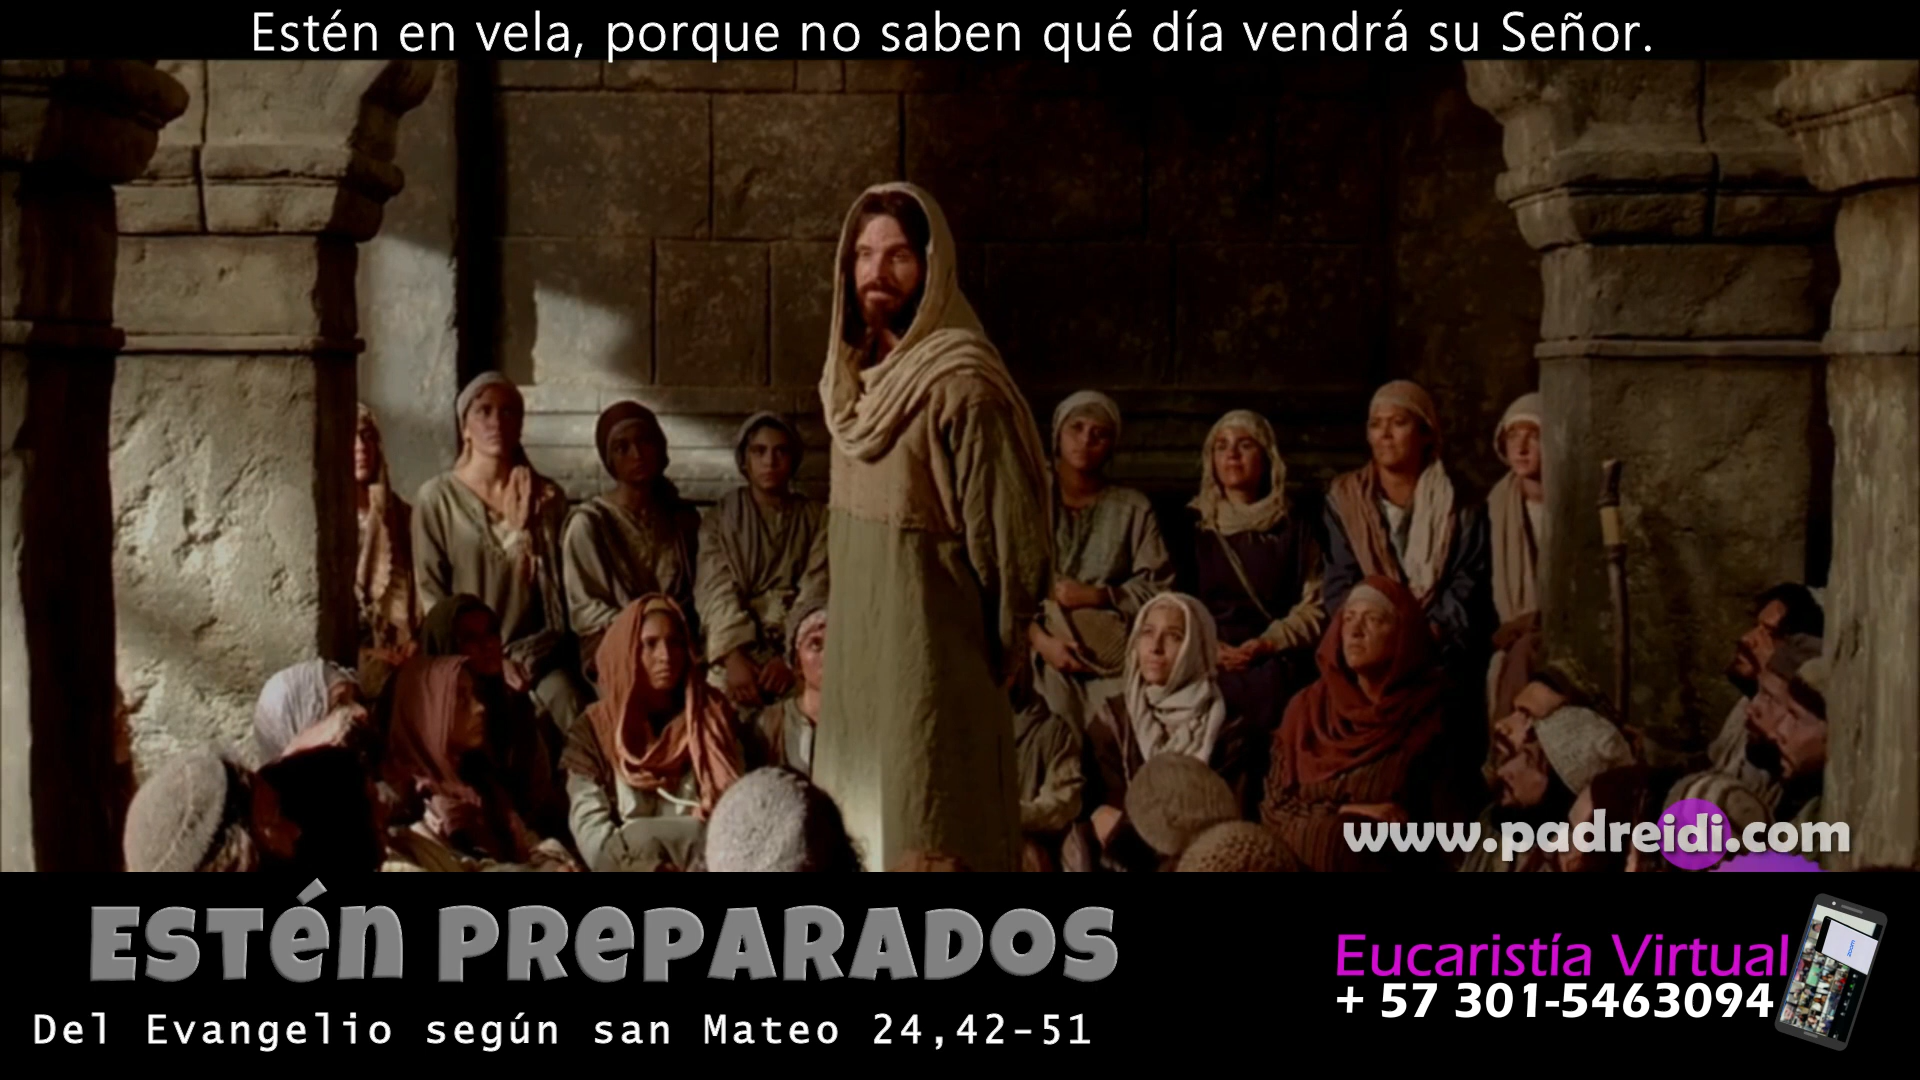 Estén en vela, porque no saben qué día vendrá su Señor.
www.padreidi.com
Estén preparados
Del Evangelio según san Mateo 24,42-51
Eucaristía Virtual
+ 57 301-5463094
zoom